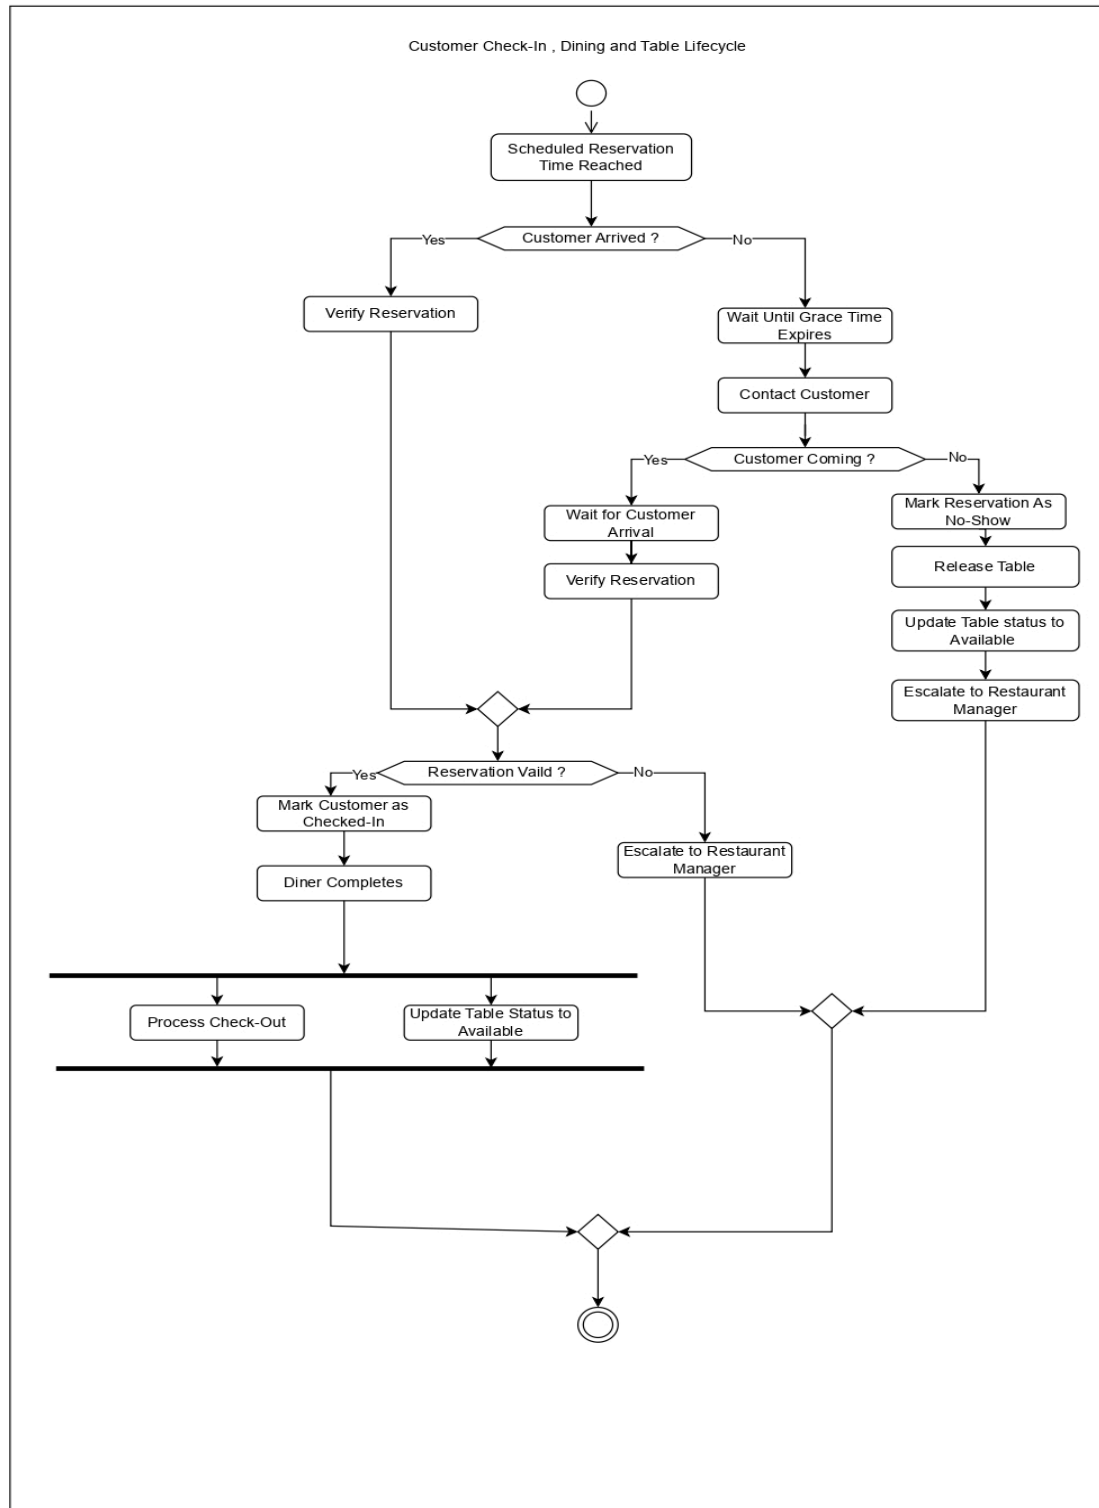 Customer Check-In , Dining and Table Lifecycle
Scheduled Reservation
Time Reached
Customer Arrived ?
Yes
No
Verify Reservation
Wait Until Grace Time
Expires
Contact Customer
Customer Coming ?
Yes
No
Wait for Customer
Arrival
Mark Reservation As
No-Show
Verify Reservation
Release Table
Update Table status to
Available
Escalate to Restaurant
Manager
Reservation Vaild ?
Yes
No
Mark Customer as
Checked-In
Escalate to Restaurant
Manager
Diner Completes
Process Check-Out
Update Table Status to
Available